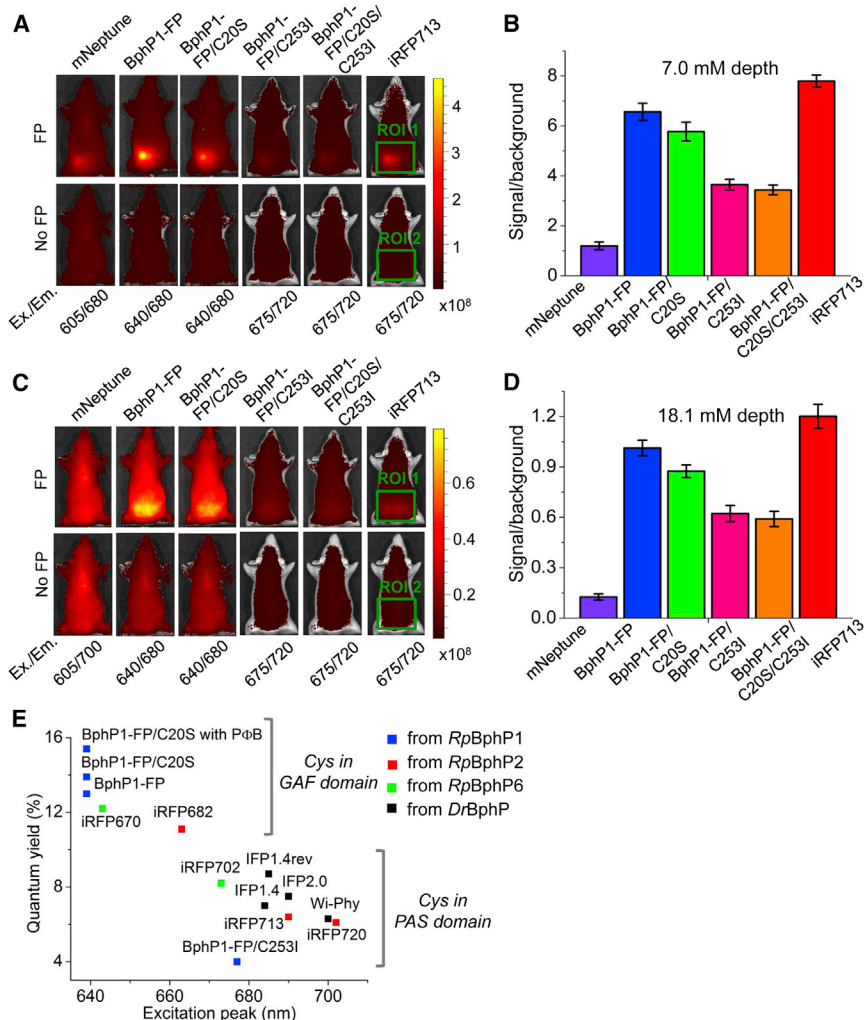 A
mNeptune
BphP1-FP
BphP1-
FP/C20S
BphP1-
FP/C253I
BphP1-
FP/C20S/
C253I
iRFP713
FP
ROI 1
No FP
ROI 2
4
3
2
1
x10⁸
Ex./Em.
605/680
640/680
640/680
675/720
675/720
675/720
B
7.0 mM depth
Signal/background
8
6
4
2
0
mNeptune
BphP1-FP
BphP1-FP/
C20S
BphP1-FP/
C253I
BphP1-FP/
C20S/C253I
iRFP713
C
mNeptune
BphP1-FP
BphP1-
FP/C20S
BphP1-
FP/C253I
BphP1-
FP/C20S/
C253I
iRFP713
FP
ROI 1
No FP
ROI 2
0.6
0.4
0.2
x10⁸
Ex./Em.
605/700
640/680
640/680
675/720
675/720
675/720
D
18.1 mM depth
Signal/background
1.2
0.9
0.6
0.3
0.0
mNeptune
BphP1-FP
BphP1-FP/
C20S
BphP1-FP/
C253I
BphP1-FP/
C20S/C253I
iRFP713
E
Quantum yield (%)
16
12
8
4
BphP1-FP/C20S with PΦB
BphP1-FP/C20S
BphP1-FP
iRFP670
iRFP682
iRFP702
IFP1.4rev
IFP1.4
IFP2.0
iRFP713
Wi-Phy
iRFP720
BphP1-FP/C253I
Cys in
GAF domain
Cys in
PAS domain
from RpBphP1
from RpBphP2
from RpBphP6
from DrBphP
640
660
680
700
Excitation peak (nm)